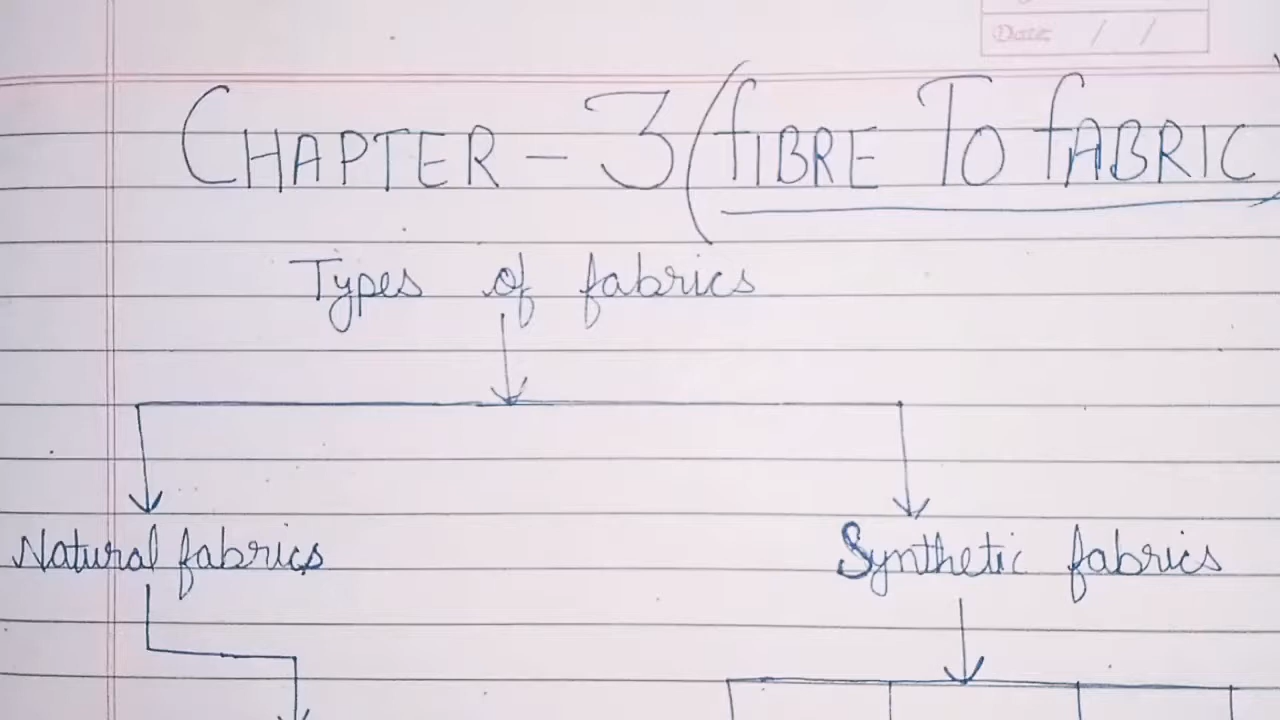 Date: / /
CHAPTER - 3 (FIBRE TO FABRIC)
Types of fabrics
Natural fabrics
Synthetic fabrics